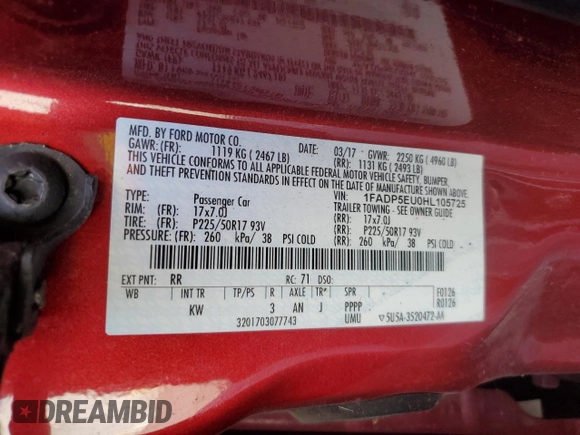 MFD. BY FORD MOTOR CO.
DATE: 03/17 GVWR: 2250 KG ( 4960 LB)
GAWR: (FR): 1119 KG ( 2467 LB) (RR): 1131 KG ( 2493 LB)
THIS VEHICLE CONFORMS TO ALL APPLICABLE FEDERAL MOTOR VEHICLE SAFETY, BUMPER,
AND THEFT PREVENTION STANDARDS IN EFFECT ON THE DATE OF MANUFACTURE SHOWN ABOVE.
VIN: 1FADP5EU0HL105725
TYPE: Passenger Car TRAILER TOWING - SEE OWNERS GUIDE
RIM: (FR): 17x7.0J (RR): 17x7.0J
TIRE: (FR): P225/50R17 93V (RR): P225/50R17 93V
PRESSURE: (FR) 260 kPa/ 38 PSI COLD (RR): 260 kPa/ 38 PSI COLD
EXT PNT: RR RC: 71 DSO: F0126
WB INT TR TP/PS R AXLE TR* SPR R0126
KW 3 AN J PPPP
3201703077743 UMU ▽5U5A-3520472-AA
DREAMBID